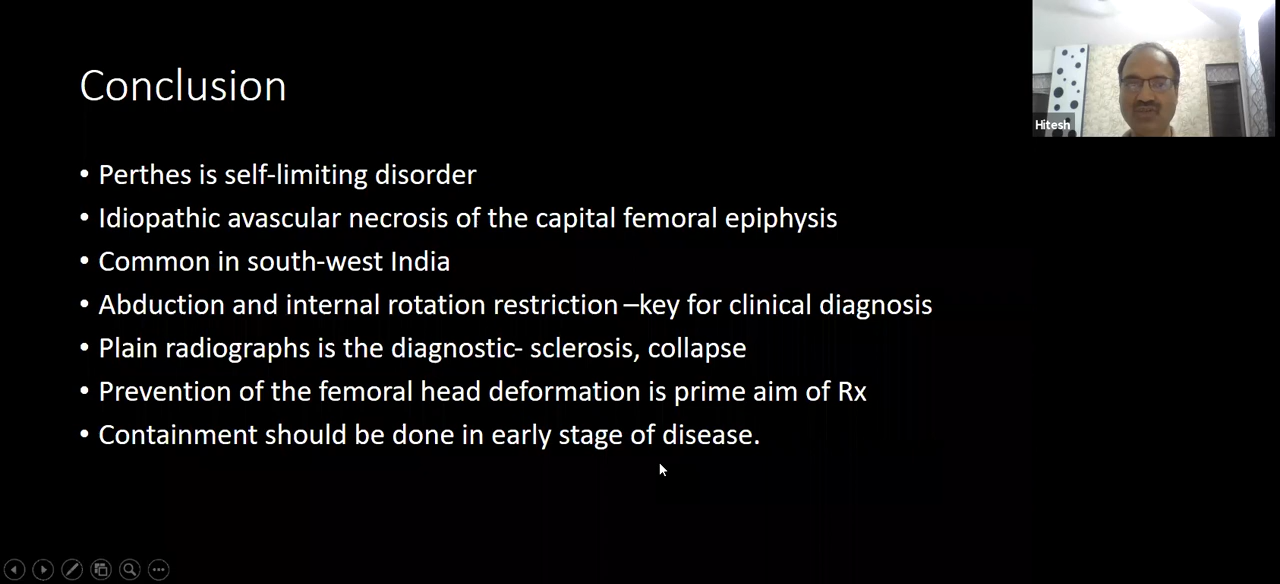 Conclusion
Hitesh
• Perthes is self-limiting disorder
• Idiopathic avascular necrosis of the capital femoral epiphysis
• Common in south-west India
• Abduction and internal rotation restriction –key for clinical diagnosis
• Plain radiographs is the diagnostic- sclerosis, collapse
• Prevention of the femoral head deformation is prime aim of Rx
• Containment should be done in early stage of disease.